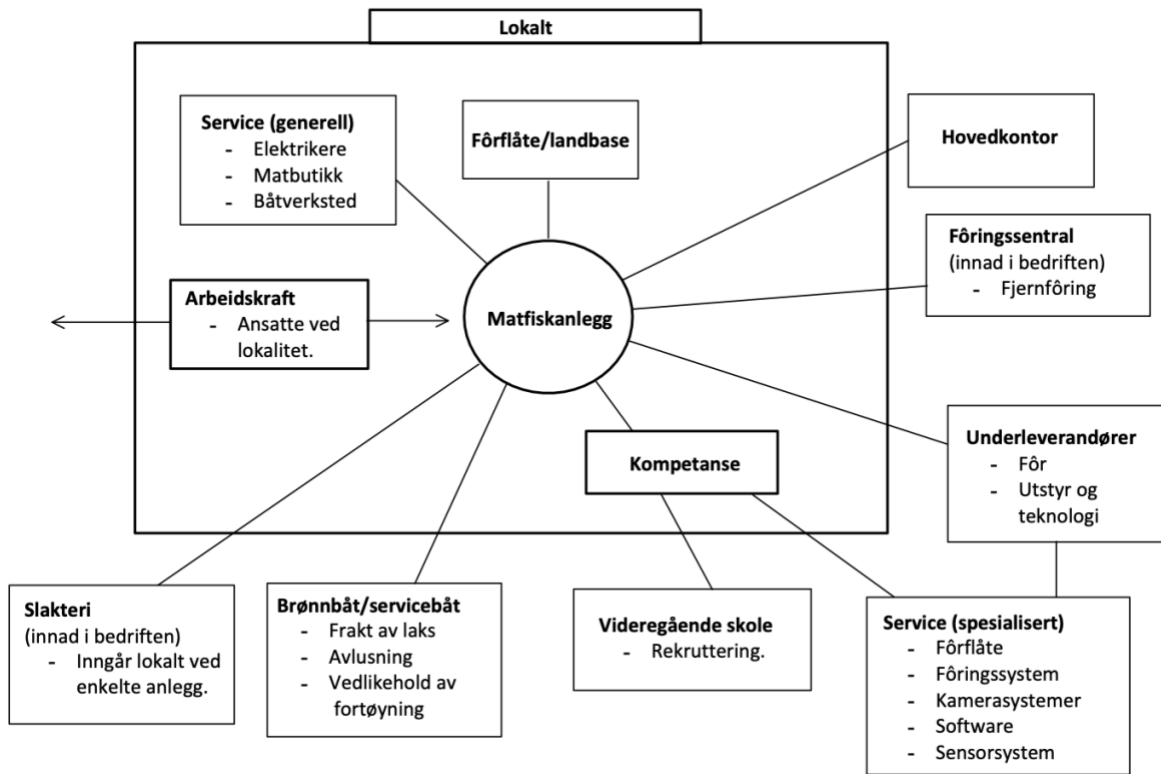 Lokalt
Service (generell)
- Elektrikere
- Matbutikk
- Båtverksted
Fôrflåte/landbase
Hovedkontor
Fôringssentral
(innad i bedriften)
- Fjernfôring
Arbeidskraft
- Ansatte ved
lokalitet.
Matfiskanlegg
Kompetanse
Underleverandører
- Fôr
- Utstyr og
teknologi
Slakteri
(innad i bedriften)
- Inngår lokalt ved
enkelte anlegg.
Brønnbåt/servicebåt
- Frakt av laks
- Avlusning
- Vedlikehold av
fortøyning
Videregående skole
- Rekruttering.
Service (spesialisert)
- Fôrflåte
- Fôringssystem
- Kamerasystemer
- Software
- Sensorsystem